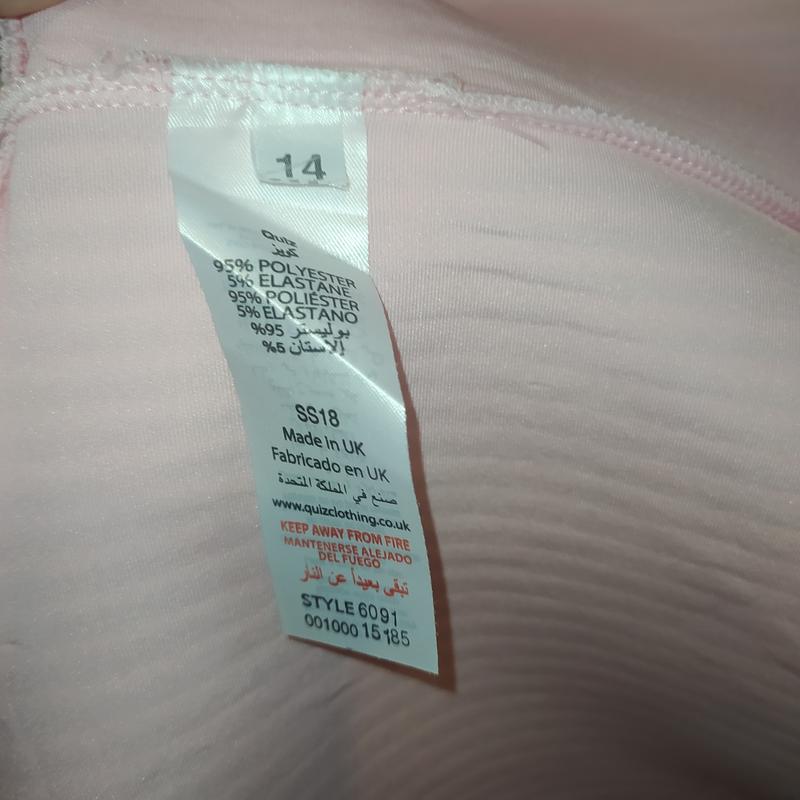 14
Quiz
كويز
95% POLYESTER
5% ELASTANE
95% POLIÉSTER
5% ELASTANO
%95 بوليستر
%5 إلاستان
SS18
Made in UK
Fabricado en UK
صنع في المملكة المتحدة
www.quizclothing.co.uk
KEEP AWAY FROM FIRE
MANTENERSE ALEJADO
DEL FUEGO
تبقى بعيداً عن النار
STYLE 6091
001000 15185